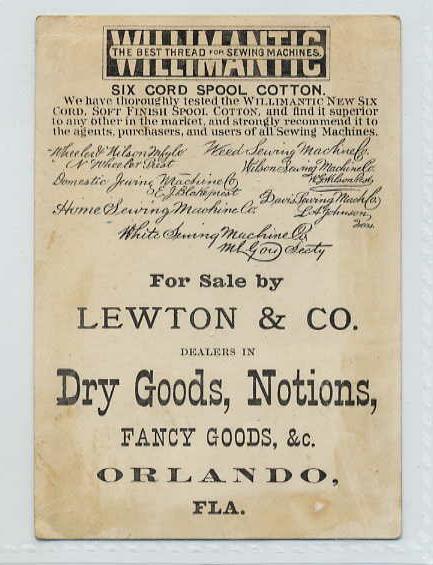 WILLIMANTIC
THE BEST THREAD FOR SEWING MACHINES.
SIX CORD SPOOL COTTON.
We have thoroughly tested the WILLIMANTIC NEW SIX
CORD, SOFT FINISH SPOOL COTTON, and find it superior
to any other in the market, and strongly recommend it to
the agents, purchasers, and users of all Sewing Machines.
Wheeler & Wilson Mfg Co
N Wheeler Prest
Weed Sewing Machine Co.
Wilson Sewing Machine Co.
Domestic Sewing Machine Co
Davis Sewing Mach Co
L A Johnson
Home Sewing Machine Co.
White Sewing Machine Co
Secty
For Sale by
LEWTON & CO.
DEALERS IN
Dry Goods, Notions,
FANCY GOODS, &c.
ORLANDO,
FLA.